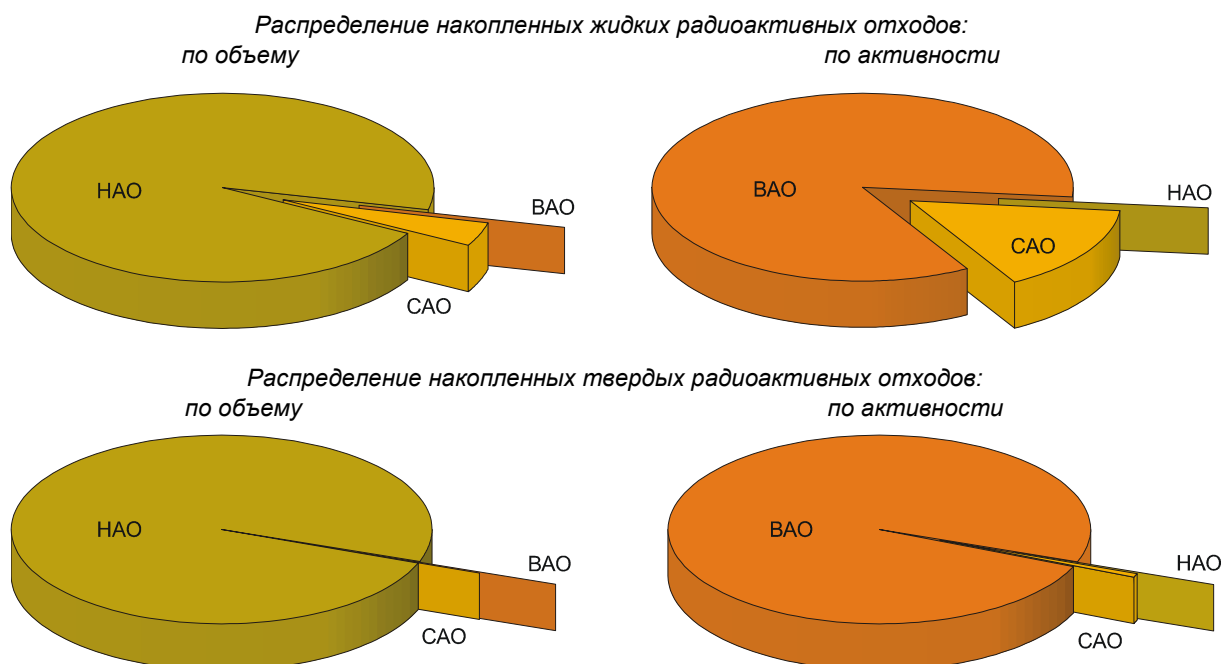 Распределение накопленных жидких радиоактивных отходов:
по объему
по активности
НАО
ВАО
САО
ВАО
НАО
САО
Распределение накопленных твердых радиоактивных отходов:
по объему
по активности
НАО
ВАО
САО
ВАО
НАО
САО